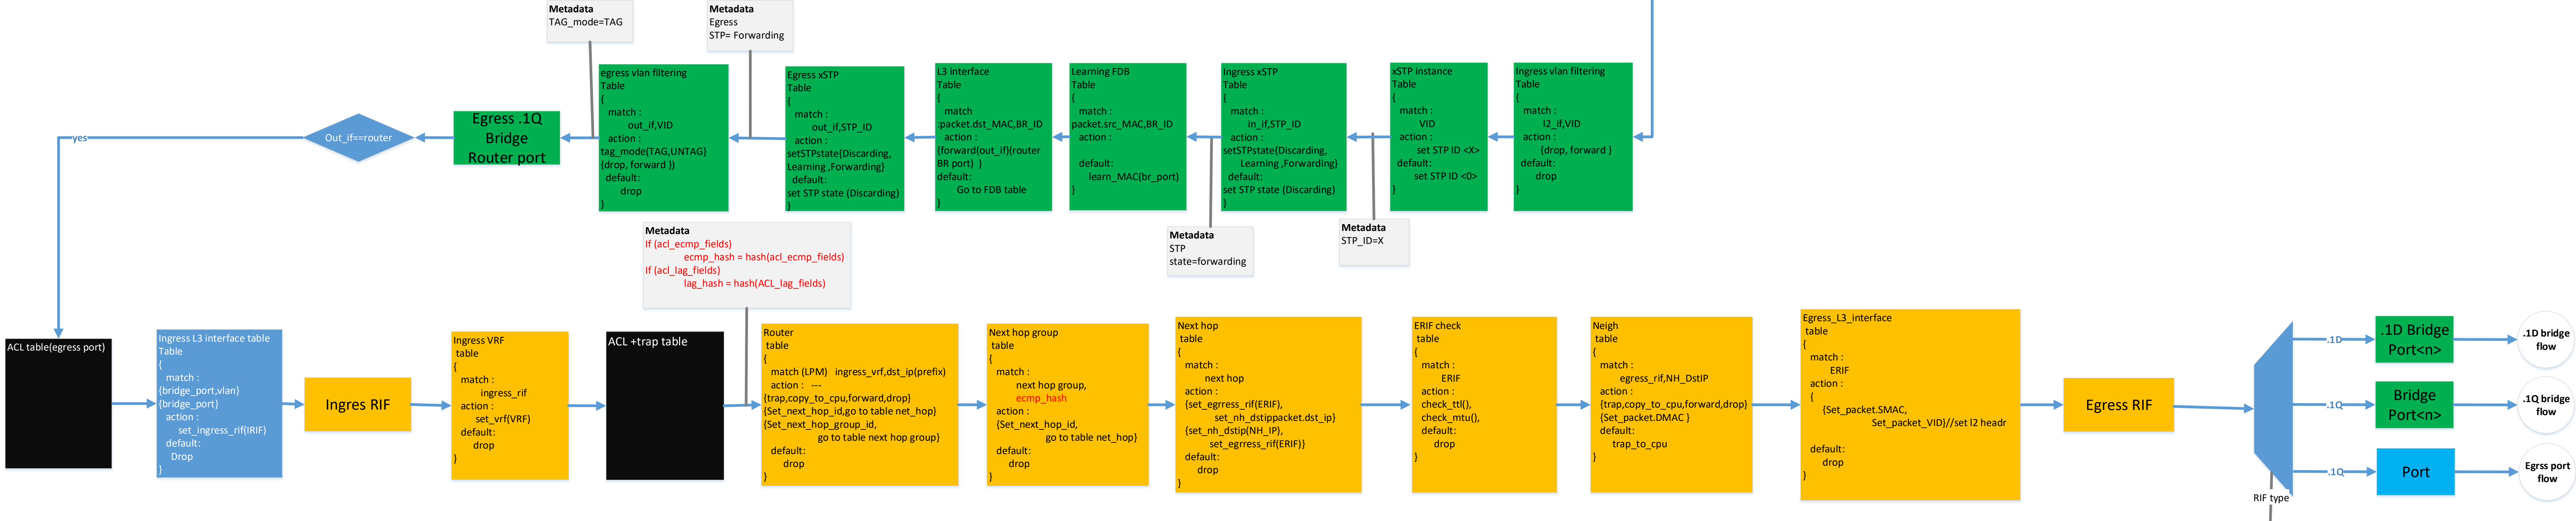 Metadata
TAG_mode=TAG
Metadata
Egress
STP= Forwarding
egress vlan filtering
Table
{
match :
out_if,VID
action :
tag_mode(TAG,UNTAG}
{drop, forward }}
default:
drop
}
Egress xSTP
Table
{
match :
out_if,STP_ID
action :
setSTPstate{Discarding,
Learning ,Forwarding}
default:
set STP state (Discarding)
}
L3 interface
Table
{
match
:packet.dst_MAC,BR_ID
action :
{forward(out_if)(router
BR port)  }
default:
Go to FDB table
}
Learning FDB
Table
{
match :
packet.src_MAC,BR_ID
action :
default:
learn_MAC(br_port)
}
Ingress xSTP
Table
{
match :
in_if,STP_ID
action :
setSTPstate{Discarding,
Learning ,Forwarding}
default:
set STP state (Discarding)
}
xSTP instance
Table
{
match :
VID
action :
set STP ID <X>
default:
set STP ID <0>
}
Ingress vlan filtering
Table
{
match :
l2_if,VID
action :
{drop, forward }
default:
drop
}
yes
Out_if==router
Egress .1Q
Bridge
Router port
Metadata
If (acl_ecmp_fields)
ecmp_hash = hash(acl_ecmp_fields)
If (acl_lag_fields)
lag_hash = hash(ACL_lag_fields)
Metadata
STP
state=forwarding
Metadata
STP_ID=X
ACL table(egress port)
Ingress L3 interface table
Table
{
match :
{bridge_port,vlan}
{bridge_port}
action :
set_ingress_rif(IRIF)
default:
Drop
}
Ingres RIF
Ingress VRF
table
{
match :
ingress_rif
action :
set_vrf(VRF)
default:
drop
}
ACL +trap table
Router
table
{
match (LPM)   ingress_vrf,dst_ip(prefix)
action :   ---
{trap,copy_to_cpu,forward,drop}
{Set_next_hop_id,go to table net_hop}
{Set_next_hop_group_id,
go to table next hop group}
default:
drop
}
Next hop group
table
{
match :
next hop group,
ecmp_hash
action :
{Set_next_hop_id,
go to table net_hop}
default:
drop
}
Next hop
table
{
match :
next hop
action :
{set_egrress_rif(ERIF),
set_nh_dstippacket.dst_ip}
{set_nh_dstip(NH_IP),
set_egrress_rif(ERIF)}
default:
drop
}
ERIF check
table
{
match :
ERIF
action :
check_ttl(),
check_mtu(),
default:
drop
}
Neigh
table
{
match :
egress_rif,NH_DstIP
action :
{trap,copy_to_cpu,forward,drop}
{Set_packet.DMAC }
default:
trap_to_cpu
}
Egress_L3_interface
table
{
match :
ERIF
action :
{
{Set_packet.SMAC,
Set_packet_VID}//set l2 headr
default:
drop
}
Egress RIF
RIF type
.1D
.1D Bridge
Port<n>
.1D bridge
flow
.1Q
Bridge
Port<n>
.1Q bridge
flow
.1Q
Port
Egrss port
flow